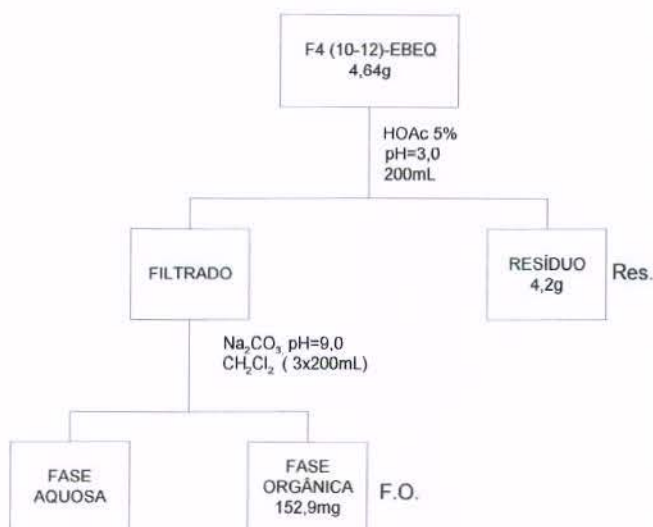 F4 (10-12)-EBEQ
4,64g
HOAc 5%
pH=3,0
200mL
FILTRADO
RESÍDUO
4,2g
Res.
Na₂CO₃ pH=9,0
CH₂Cl₂ ( 3x200mL)
FASE
AQUOSA
FASE
ORGÂNICA
152,9mg
F.O.